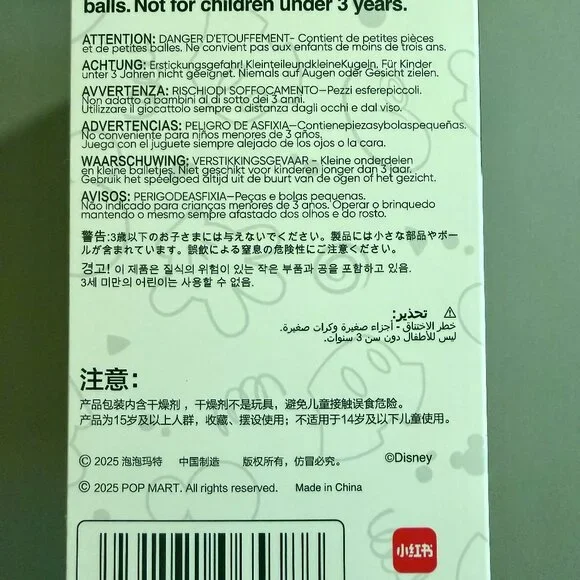 balls. Not for children under 3 years.
ATTENTION: DANGER D'ETOUFFEMENT- Contient de petites pièces
et de petites balles. Ne convient pas aux enfants de moins de trois ans.
ACHTUNG: Erstickungsgefahr! KleinteileundkleineKugeln. Für Kinder
unter 3 Jahren nicht geeignet. Niemals auf Augen oder Gesicht zielen.
AVVERTENZA: RISCHIODI SOFFOCAMENTO-Pezzi esferepiccoli.
Non adatto a bambini al di sotto dei 3 anni.
Utilizzare il giocattolo sempre a distanza dagli occhi e dal viso.
ADVERTENCIAS: PELIGRO DE ASFIXIA-Contienepiezasybolaspequeñas.
No conveniente para niños menores de 3 años.
Juega con el juguete siempre alejado de los ojos o la cara.
WAARSCHUWING: VERSTIKKINGSGEVAAR - Kleine onderdelen
en kleine balletjes. Niet geschikt voor kinderen jonger dan 3 jaar.
Gebruik het speelgoed altijd uit de buurt van de ogen of het gezicht.
AVISOS: PERIGODEASFIXIA-Peças e bolas pequenas.
Não indicado para crianças menores de 3 anos. Operar o brinquedo
mantendo o mesmo sempre afastado dos olhos e do rosto.
警告:3歳以下のお子さまには与えないでください。製品には小さな部品やボー
ルが含まれています。誤飲による窒息の危険性にご注意ください。
경고! 이 제품은 질식의 위험이 있는 작은 부품과 공을 포함하고 있음.
3세 미만의 어린이는 사용할 수 없음.
⚠ تحذير:
خطر الاختناق - أجزاء صغيرة وكرات صغيرة.
ليس للأطفال دون سن 3 سنوات.
注意:
产品包装内含干燥剂,干燥剂不是玩具,避免儿童接触误食危险。
产品为15岁及以上人群,收藏、摆设使用;不适用于14岁及以下儿童使用。
© 2025 泡泡玛特 中国制造 版权所有,仿冒必究。 ©Disney
© 2025 POP MART. All rights reserved. Made in China
小红书